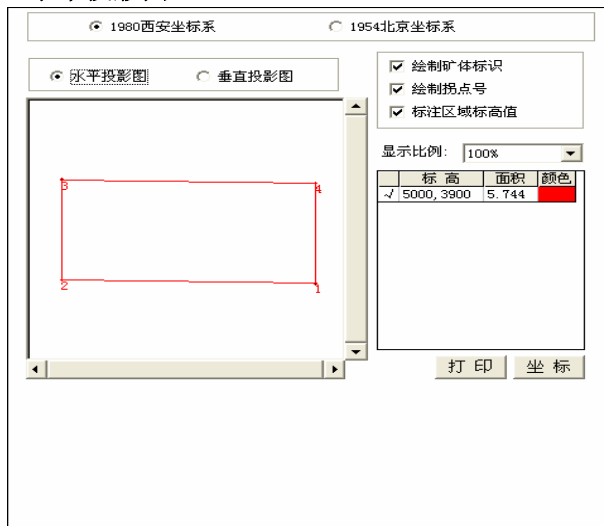 1980西安坐标系 1954北京坐标系
水平投影图 垂直投影图
绘制矿体标识
绘制拐点号
标注区域标高值
显示比例: 100%
标 高 面积 颜色
√ 5000,3900 5.744
3 4
2 1
打 印 坐 标